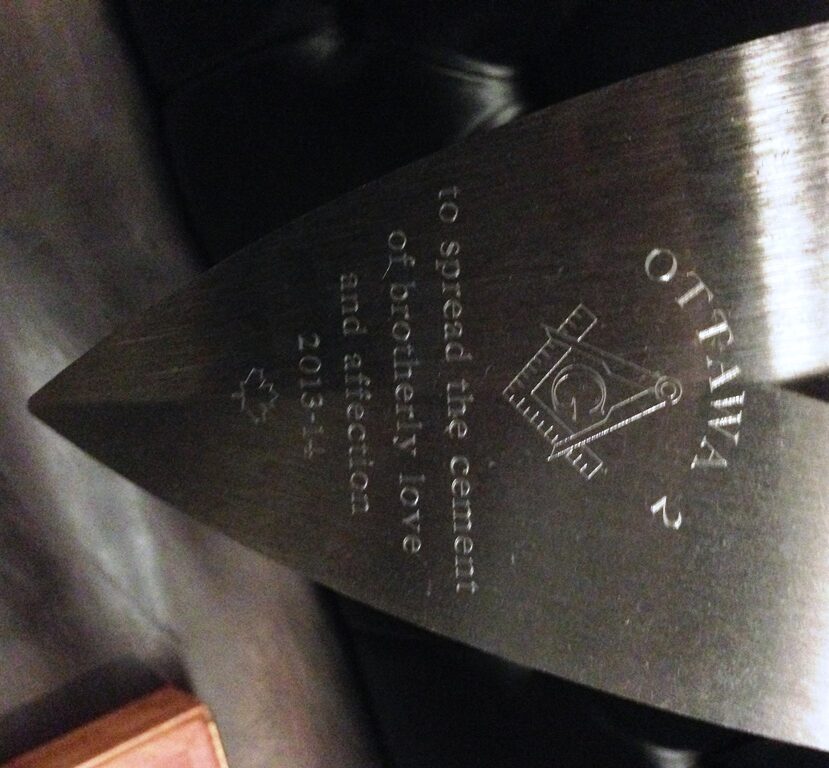 OTTAWA 2
G
to spread the cement
of brotherly love
and affection
2013-14